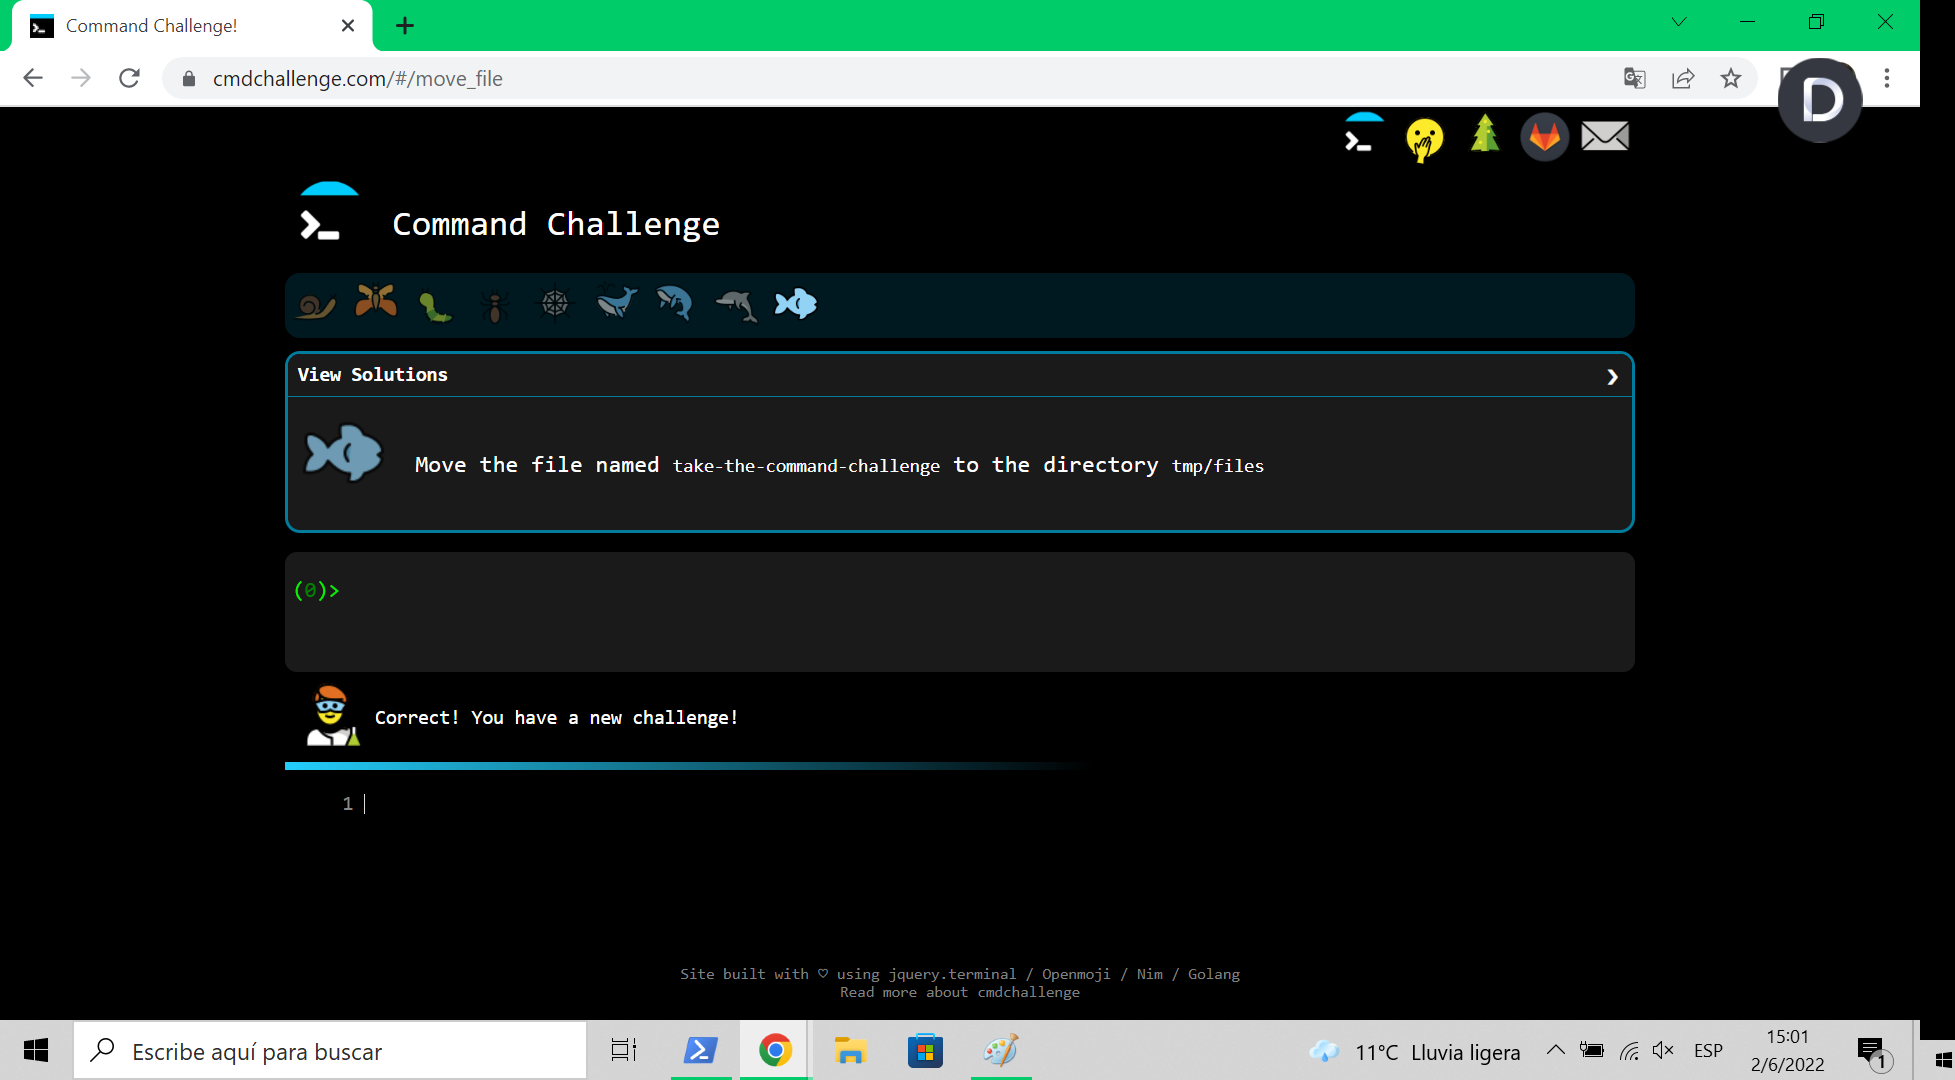 Command Challenge!
cmdchallenge.com/#/move_file
D
Command Challenge
View Solutions
Move the file named take-the-command-challenge to the directory tmp/files
(0)>
Correct! You have a new challenge!
1
Site built with ♡ using jquery.terminal / Openmoji / Nim / Golang
Read more about cmdchallenge
Escribe aquí para buscar
11°C Lluvia ligera
ESP
15:01
2/6/2022
1